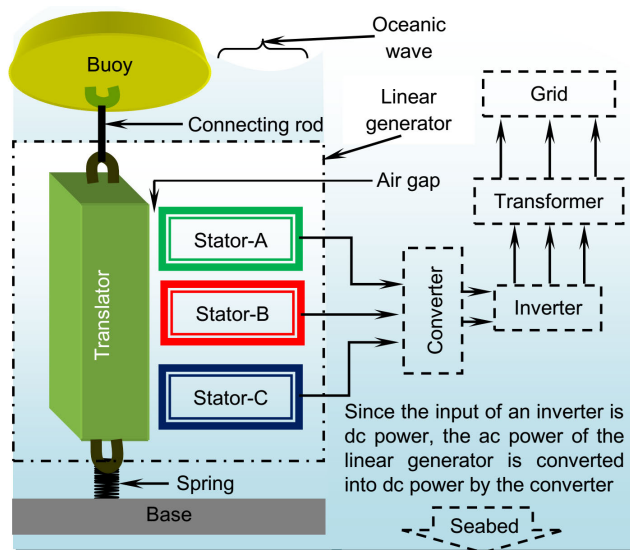 Oceanic
wave
Buoy
Linear
generator
Grid
Connecting rod
Air gap
Transformer
Stator-A
Translator
Stator-B
Converter
Inverter
Stator-C
Since the input of an inverter is
dc power, the ac power of the
linear generator is converted
into dc power by the converter
Spring
Base
Seabed